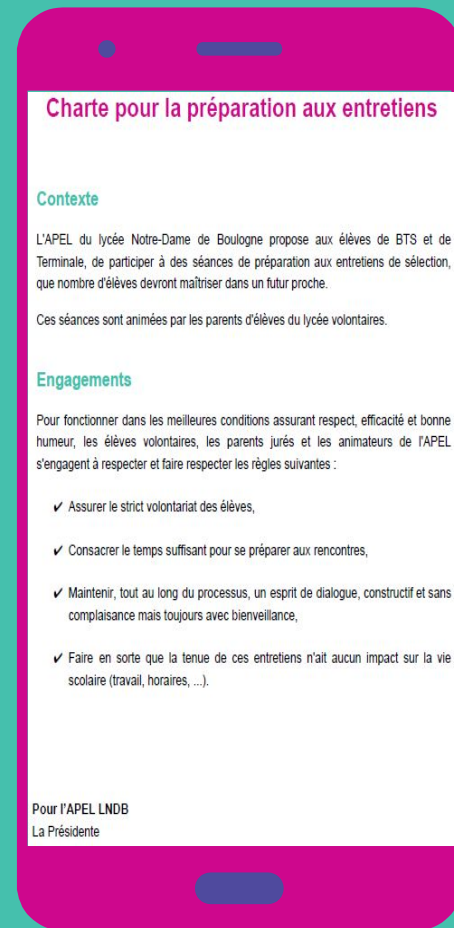 Charte pour la préparation aux entretiens
Contexte
L'APEL du lycée Notre-Dame de Boulogne propose aux élèves de BTS et de
Terminale, de participer à des séances de préparation aux entretiens de sélection,
que nombre d'élèves devront maîtriser dans un futur proche.
Ces séances sont animées par les parents d'élèves du lycée volontaires.
Engagements
Pour fonctionner dans les meilleures conditions assurant respect, efficacité et bonne
humeur, les élèves volontaires, les parents jurés et les animateurs de l'APEL
s'engagent à respecter et faire respecter les règles suivantes :
✔ Assurer le strict volontariat des élèves,
✔ Consacrer le temps suffisant pour se préparer aux rencontres,
✔ Maintenir, tout au long du processus, un esprit de dialogue, constructif et sans
complaisance mais toujours avec bienveillance,
✔ Faire en sorte que la tenue de ces entretiens n'ait aucun impact sur la vie
scolaire (travail, horaires, ...).
Pour l'APEL LNDB
La Présidente